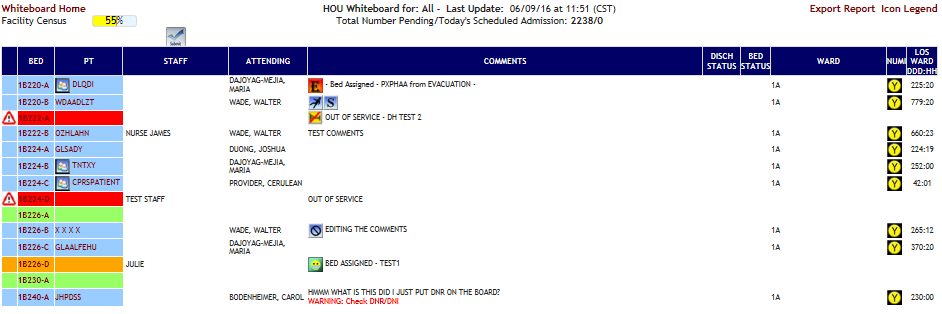 Whiteboard Home HOU Whiteboard for: All - Last Update: 06/09/16 at 11:51 (CST) Export Report Icon Legend
Facility Census 55% Total Number Pending/Today's Scheduled Admission: 2238/0
Submit
BED PT STAFF ATTENDING COMMENTS DISCH STATUS BED STATUS WARD NUMI LOS WARD DDD:HH
1B220-A DLQDI DAJOYAG-MEJIA, MARIA E - Bed Assigned - PXPHAA from EVACUATION - 1A Y 225:20
1B220-B WDAADLZT WADE, WALTER S 1A Y 779:20
1B222-A OUT OF SERVICE - DH TEST 2
1B222-B OZHLAHN NURSE JAMES WADE, WALTER TEST COMMENTS 1A Y 660:23
1B224-A GLSADY DUONG, JOSHUA 1A Y 224:19
1B224-B TNTXY DAJOYAG-MEJIA, MARIA 1A Y 252:00
1B224-C CPRSPATIENT PROVIDER, CERULEAN 1A Y 42:01
1B224-D TEST STAFF OUT OF SERVICE
1B226-A
1B226-B X X X X WADE, WALTER EDITING THE COMMENTS 1A Y 265:12
1B226-C GLAALFEHU DAJOYAG-MEJIA, MARIA 1A Y 370:20
1B226-D JULIE BED ASSIGNED - TEST1
1B230-A
1B240-A JHPDSS BODENHEIMER, CAROL HMMM WHAT IS THIS DID I JUST PUT DNR ON THE BOARD? 1A Y 230:00
WARNING: Check DNR/DNI